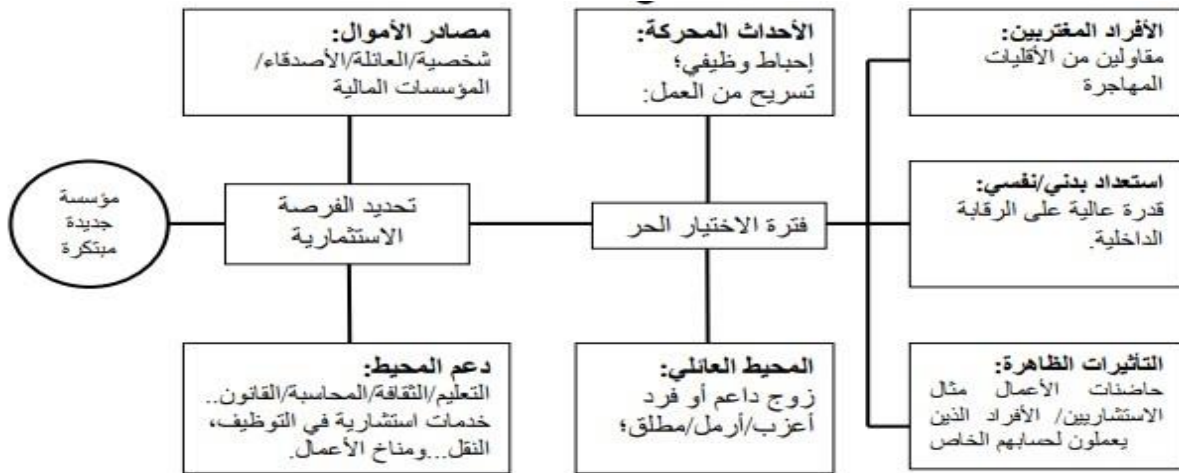 الأفراد المغتربين:
مقاولين من الأقليات
المهاجرة
استعداد بدني/نفسي:
قدرة عالية على الرقابة
الداخلية.
التأثيرات الظاهرة:
حاضنات الأعمال مثال
الاستشاريين/ الأفراد الذين
يعملون لحسابهم الخاص
الأحداث المحركة:
إحباط وظيفي؛
تسريح من العمل:
فترة الاختيار الحر
المحيط العائلي:
زوج داعم أو فرد
أعزب/أرمل/مطلق؛
مصادر الأموال:
شخصية/العائلة/الأصدقاء/
المؤسسات المالية
تحديد الفرصة
الاستثمارية
دعم المحيط:
التعليم/الثقافة/المحاسبة/القانون..
خدمات استشارية في التوظيف،
النقل...ومناخ الأعمال.
مؤسسة
جديدة
مبتكرة